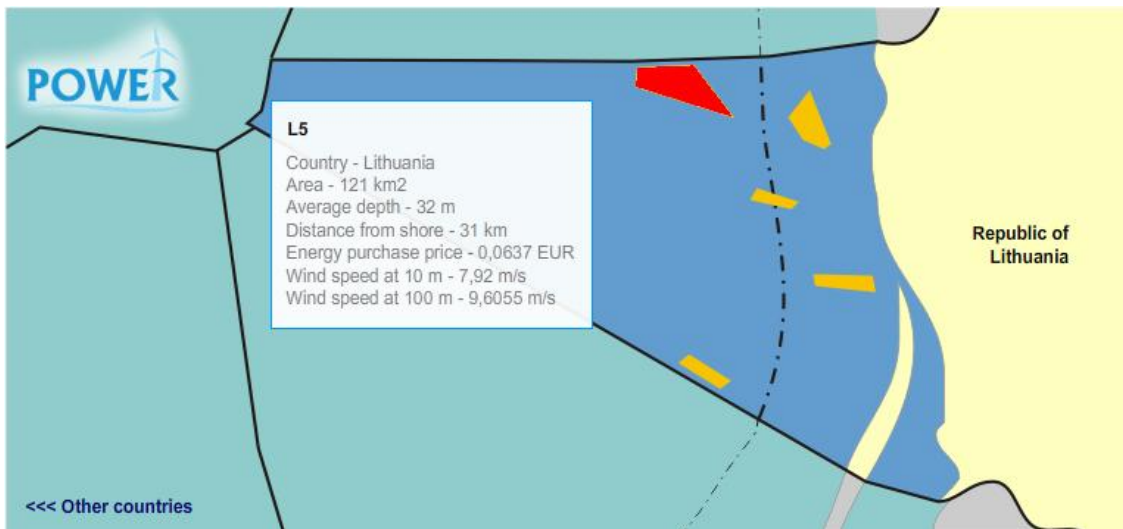 POWER
L5
Country - Lithuania
Area - 121 km2
Average depth - 32 m
Distance from shore - 31 km
Energy purchase price - 0,0637 EUR
Wind speed at 10 m - 7,92 m/s
Wind speed at 100 m - 9,6055 m/s
Republic of
Lithuania
<<< Other countries